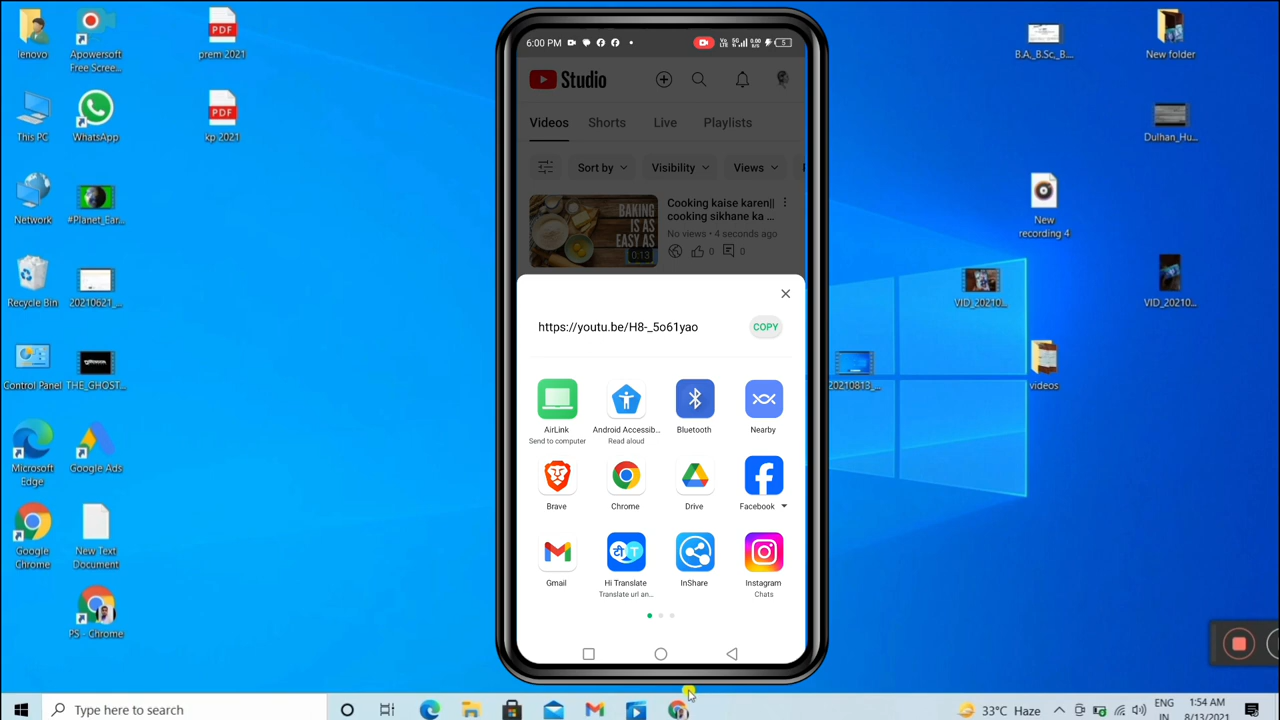 lenovo
Apowersoft
Free Scree...
prem 2021
This PC
WhatsApp
kp 2021
Network
#Planet_Ear...
Recycle Bin
20210621_...
Control Panel
THE_GHOST...
Microsoft
Edge
Google Ads
Google
Chrome
New Text
Document
PS - Chrome
6:00 PM
5
Studio
Videos
Shorts
Live
Playlists
Sort by
Visibility
Views
BAKING
IS AS
EASY AS
0:13
Cooking kaise karen||
cooking sikhane ka ...
No views • 4 seconds ago
0
0
https://youtu.be/H8-_5o61yao
COPY
AirLink
Send to computer
Android Accessib...
Read aloud
Bluetooth
Nearby
Brave
Chrome
Drive
Facebook
Gmail
Hi Translate
Translate url an...
InShare
Instagram
Chats
B.A._B.Sc,_B....
New folder
Dulhan_Hu...
New
recording 4
VID_20210...
VID_20210...
20210813_...
videos
Type here to search
33°C Haze
ENG
IN
1:54 AM
8/13/2021